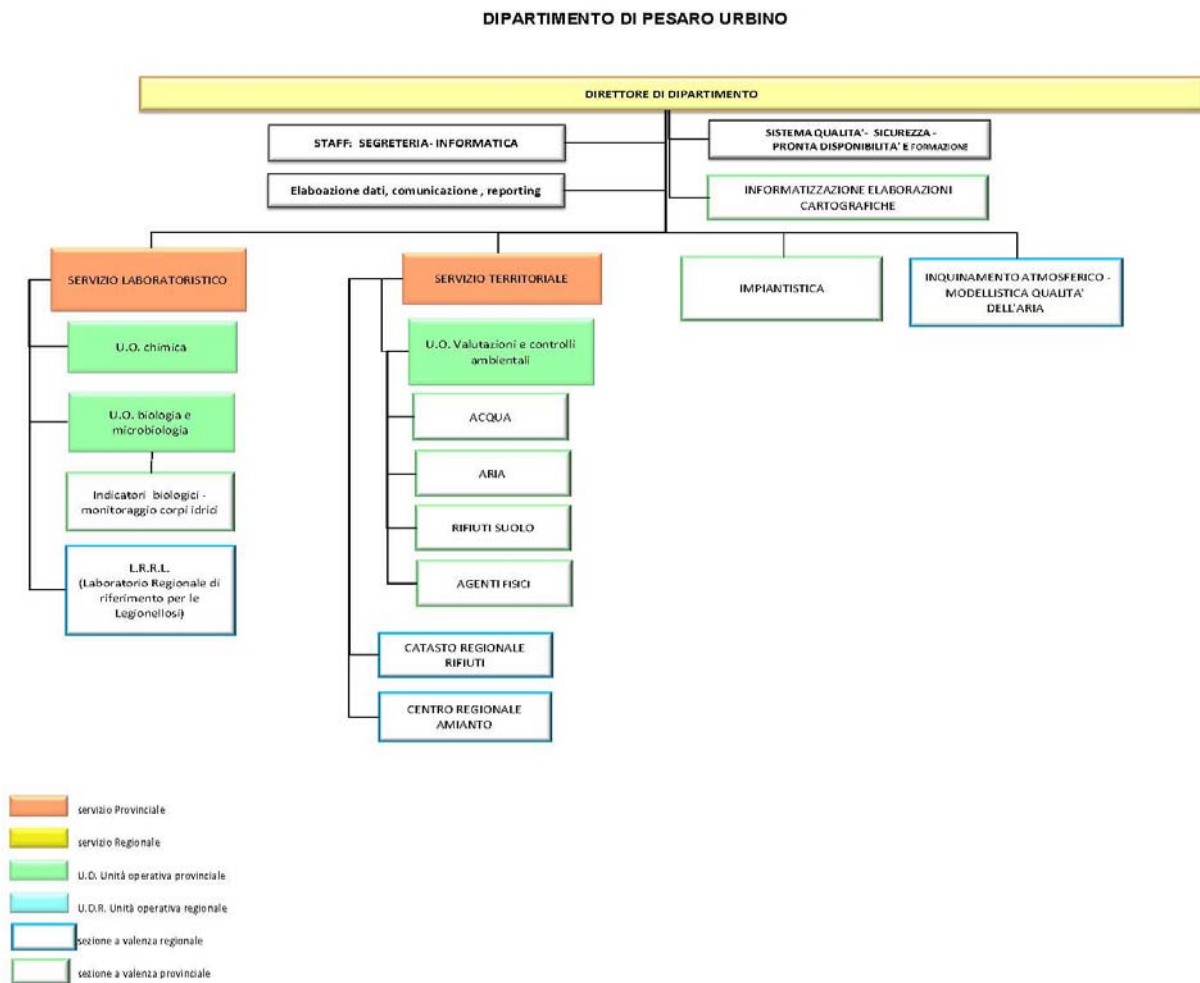 DIPARTIMENTO DI PESARO URBINO
DIRETTORE DI DIPARTIMENTO
STAFF: SEGRETERIA- INFORMATICA
SISTEMA QUALITA'- SICUREZZA -
PRONTA DISPONIBILITA' E FORMAZIONE
Elaboazione dati, comunicazione , reporting
INFORMATIZZAZIONE ELABORAZIONI
CARTOGRAFICHE
SERVIZIO LABORATORISTICO
U.O. chimica
U.O. biologia e
microbiologia
Indicatori biologici -
monitoraggio corpi idrici
L.R.R.L.
(Laboratorio Regionale di
riferimento per le
Legionellosi)
SERVIZIO TERRITORIALE
U.O. Valutazioni e controlli
ambientali
ACQUA
ARIA
RIFIUTI SUOLO
AGENTI FISICI
CATASTO REGIONALE
RIFIUTI
CENTRO REGIONALE
AMIANTO
IMPIANTISTICA
INQUINAMENTO ATMOSFERICO -
MODELLISTICA QUALITA'
DELL'ARIA
servizio Provinciale
servizio Regionale
U.O. Unità operativa provinciale
U.O.R. Unità operativa regionale
sezione a valenza regionale
sezione a valenza provinciale